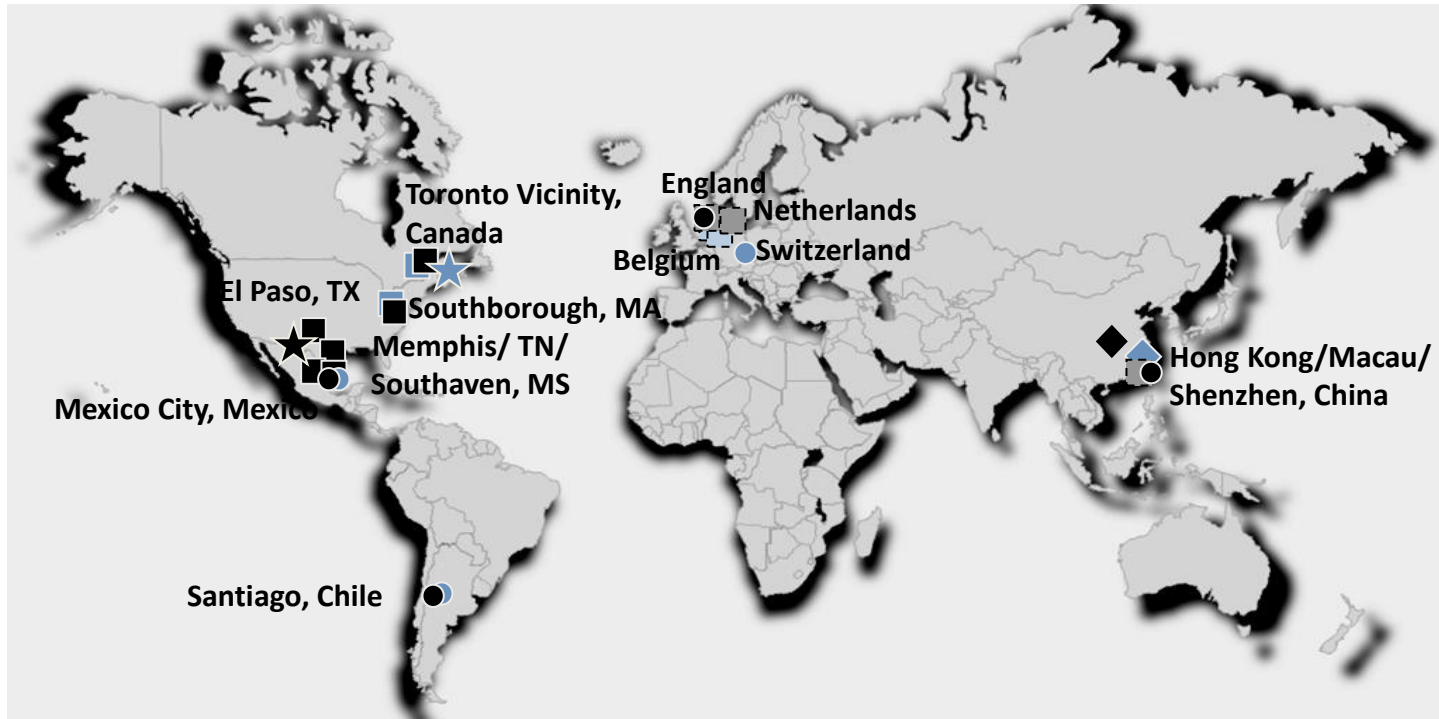 England
Toronto Vicinity,
Canada
Netherlands
Belgium
Switzerland
El Paso, TX
Southborough, MA
Memphis/ TN/
Southaven, MS
Hong Kong/Macau/
Shenzhen, China
Mexico City, Mexico
Santiago, Chile